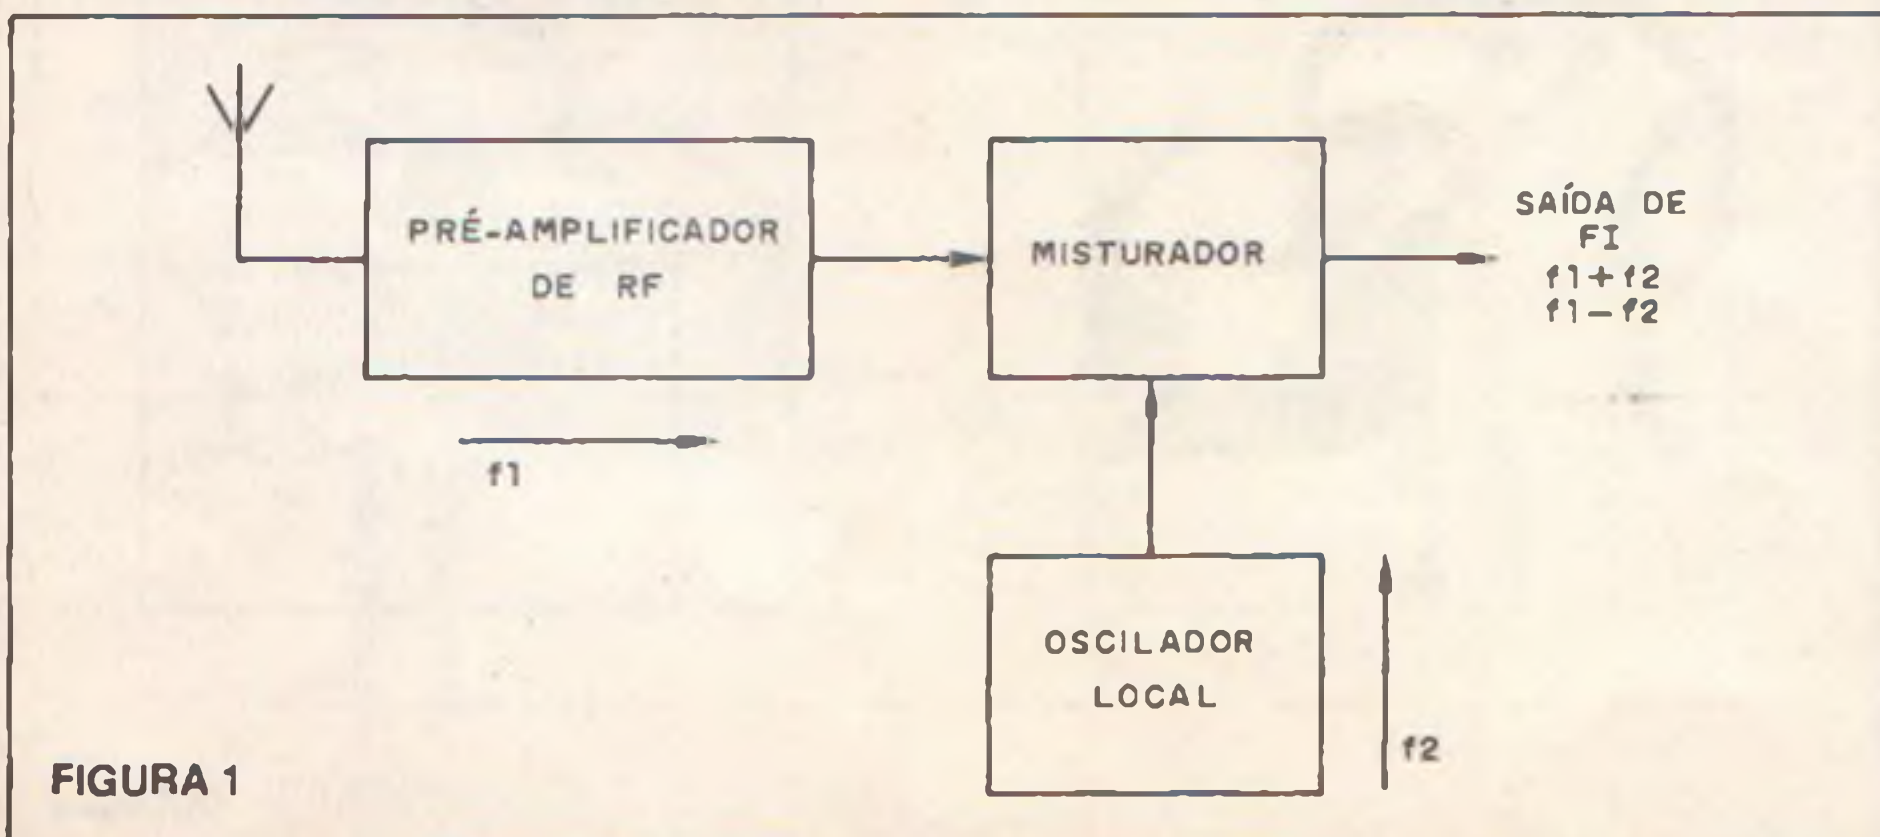 PRÉ-AMPLIFICADOR
DE RF
MISTURADOR
SAÍDA DE
FI
f1+f2
f1-f2
f1
OSCILADOR
LOCAL
f2
FIGURA 1